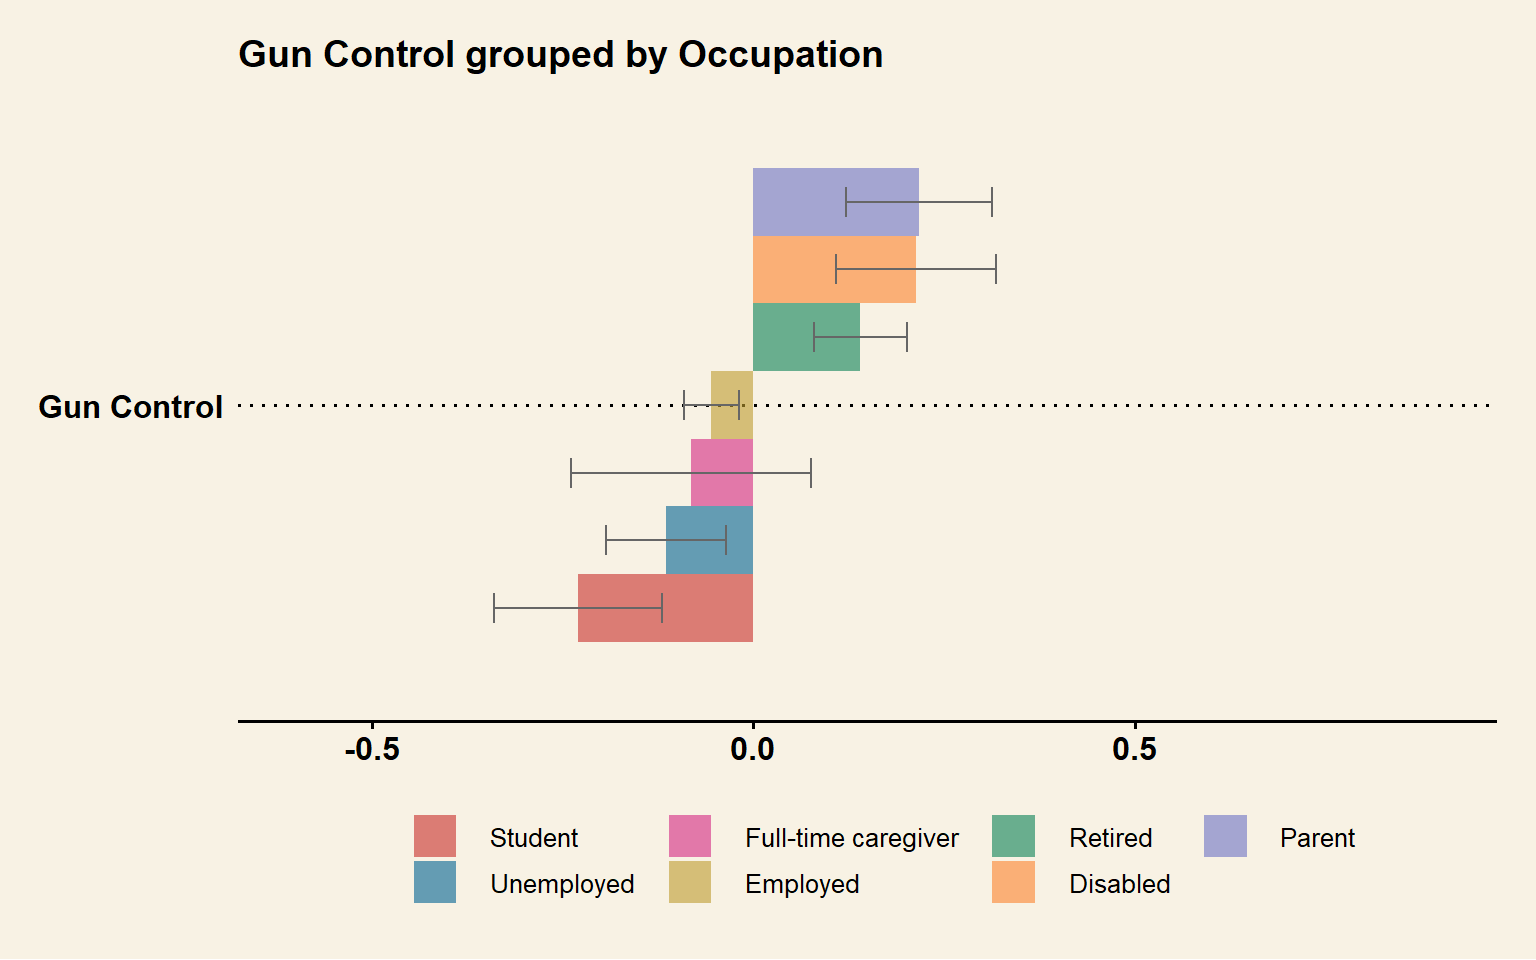 Gun Control grouped by Occupation
Gun Control
-0.5 0.0 0.5
Student Full-time caregiver Retired Parent
Unemployed Employed Disabled